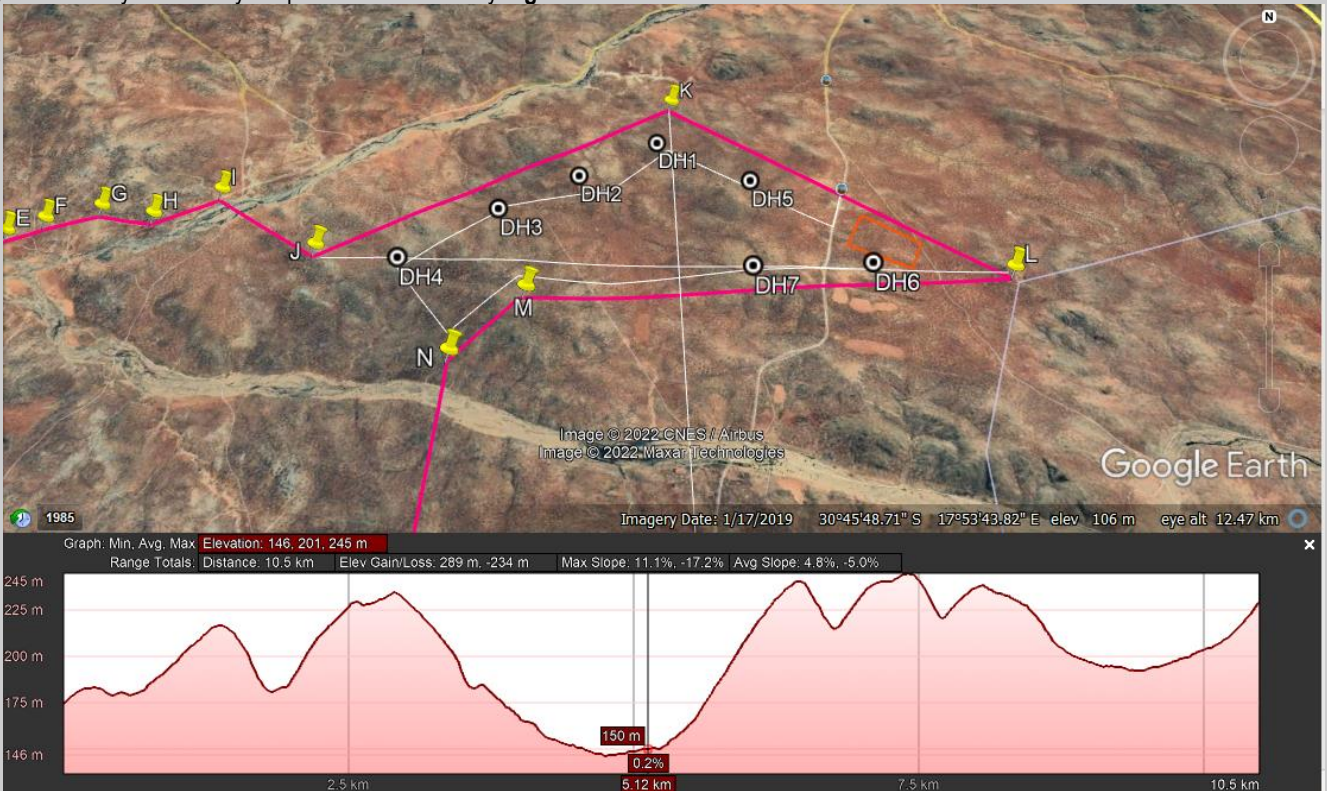 N
K
DH1
I
DH5
G
H
F
DH2
E
DH3
J
L
DH4
DH7
DH6
M
N
Image © 2022 CNES / Airbus
Image © 2022 Maxar Technologies
Google Earth
1985
Imagery Date: 1/17/2019 30°45'48.71" S 17°53'43.82" E elev 106 m eye alt 12.47 km
Graph: Min, Avg, Max Elevation: 146, 201, 245 m
Range Totals: Distance: 10.5 km Elev Gain/Loss: 289 m, -234 m Max Slope: 11.1%, -17.2% Avg Slope: 4.8%, -5.0%
245 m
225 m
200 m
175 m
150 m
146 m
0.2%
2.5 km 5.12 km 7.5 km 10.5 km